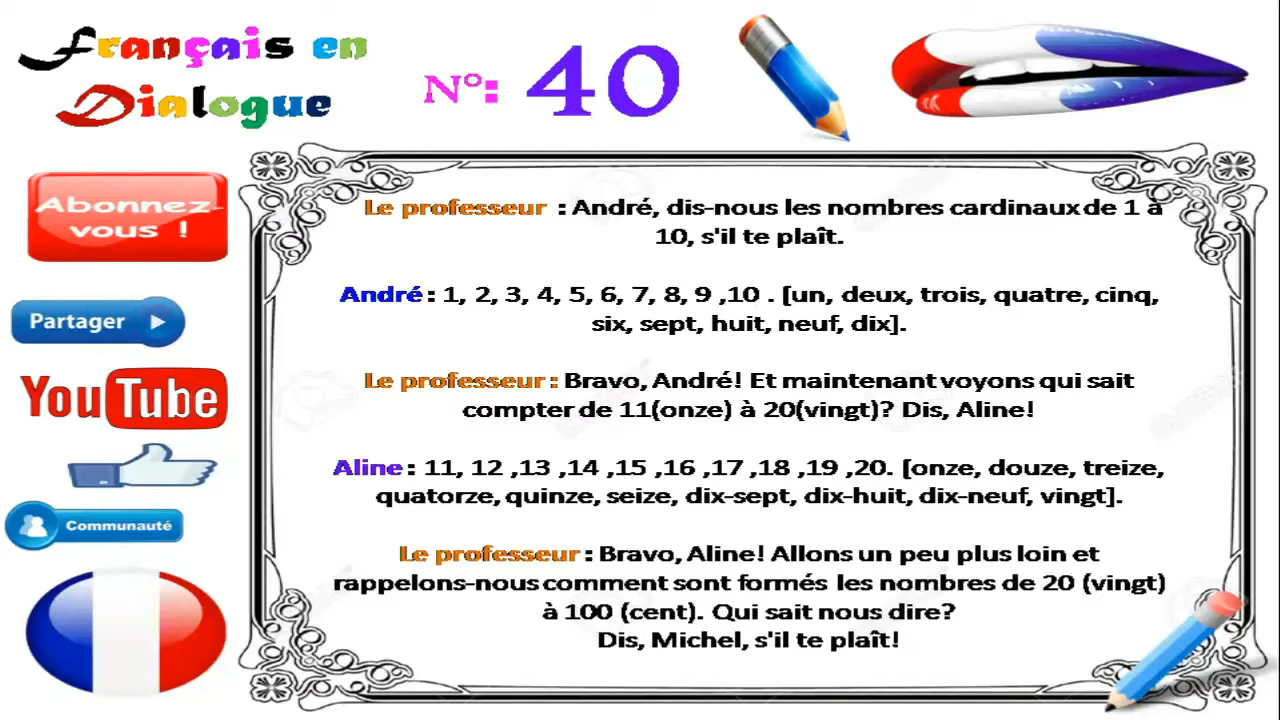 Français en
Dialogue
N°: 40
Abonnez-
vous !
Partager
YouTube
Communauté
Le professeur : André, dis-nous les nombres cardinaux de 1 à
10, s'il te plaît.
André : 1, 2, 3, 4, 5, 6, 7, 8, 9 ,10 . [un, deux, trois, quatre, cinq,
six, sept, huit, neuf, dix].
Le professeur : Bravo, André! Et maintenant voyons qui sait
compter de 11(onze) à 20(vingt)? Dis, Aline!
Aline : 11, 12 ,13 ,14 ,15 ,16 ,17 ,18 ,19 ,20. [onze, douze, treize,
quatorze, quinze, seize, dix-sept, dix-huit, dix-neuf, vingt].
Le professeur : Bravo, Aline! Allons un peu plus loin et
rappelons-nous comment sont formés les nombres de 20 (vingt)
à 100 (cent). Qui sait nous dire?
Dis, Michel, s'il te plaît!